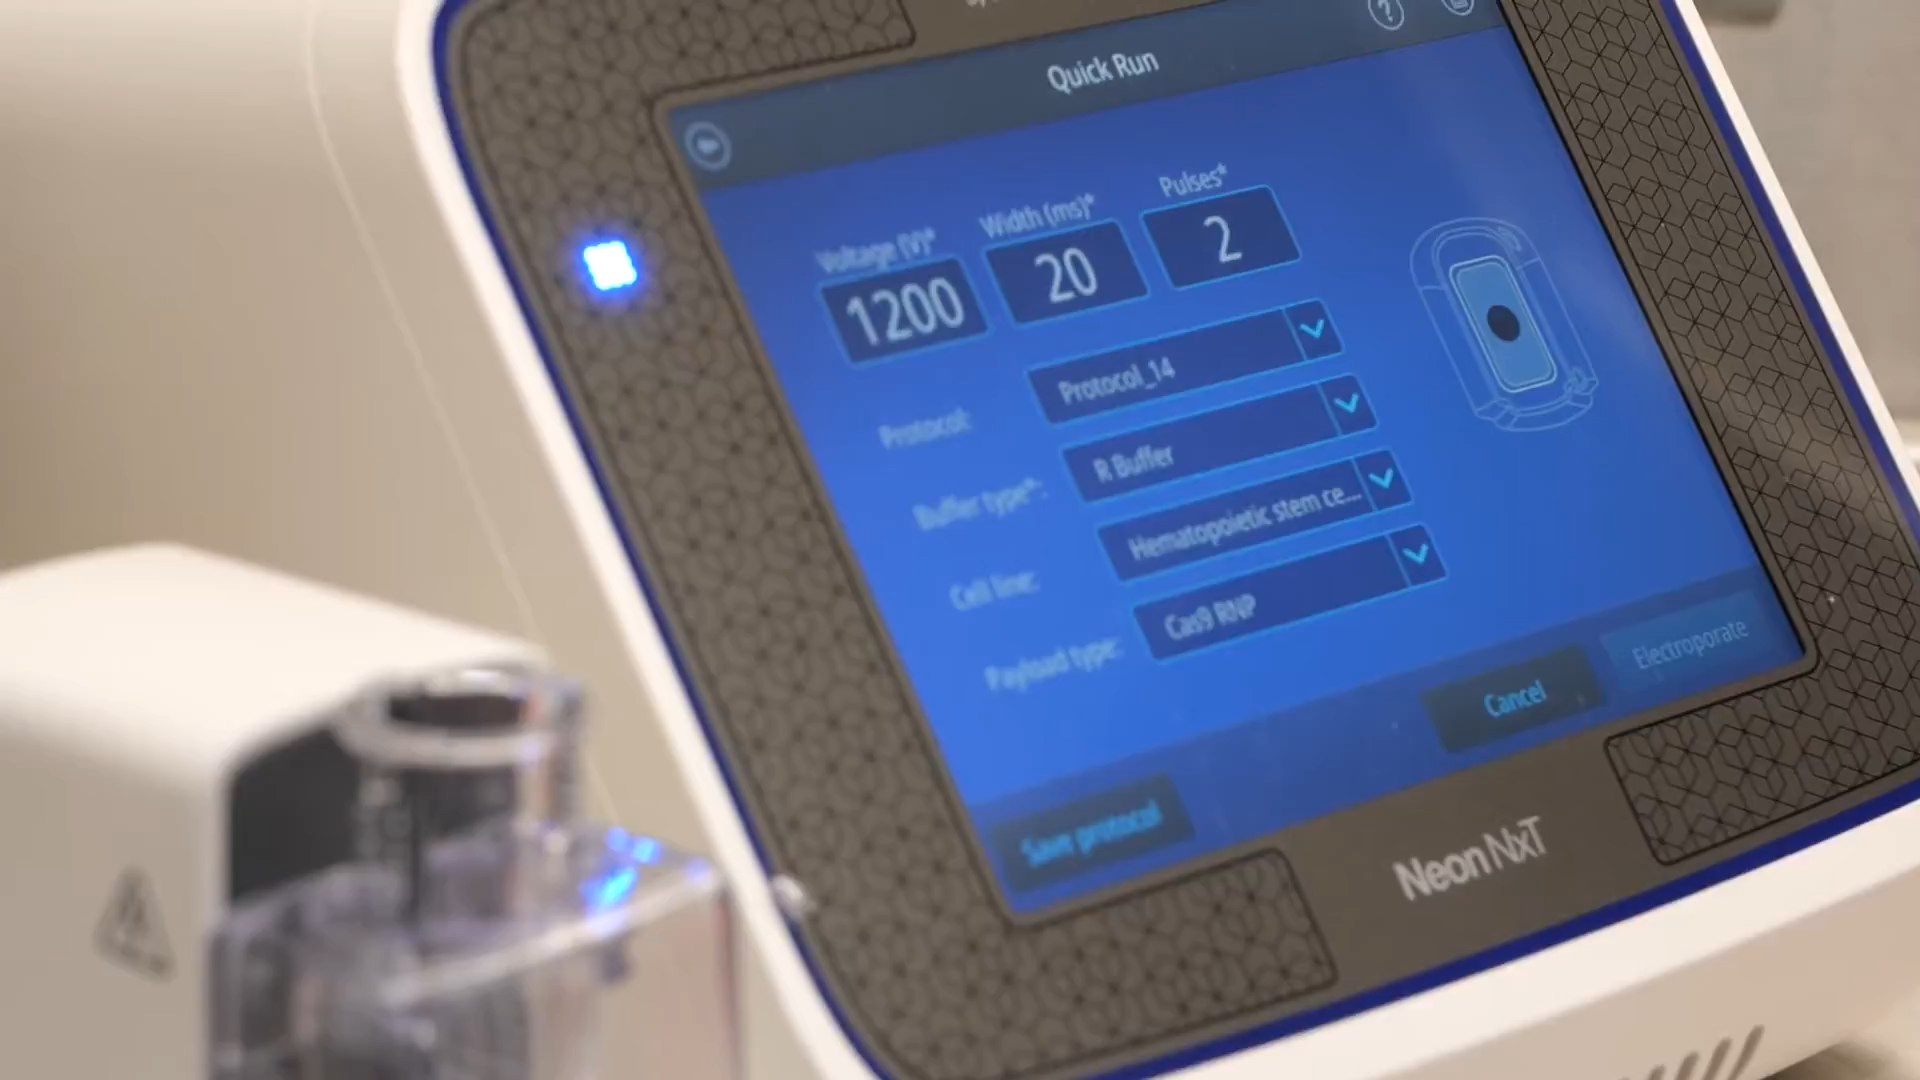 Quick Run
Voltage (V)* Width (ms)* Pulses*
1200 20 2
Protocol: Protocol_14
Buffer type*: R Buffer
Cell line: Hematopoietic stem ce...
Payload type: Cas9 RNP
Save protocol Cancel Electroporate
Neon NxT